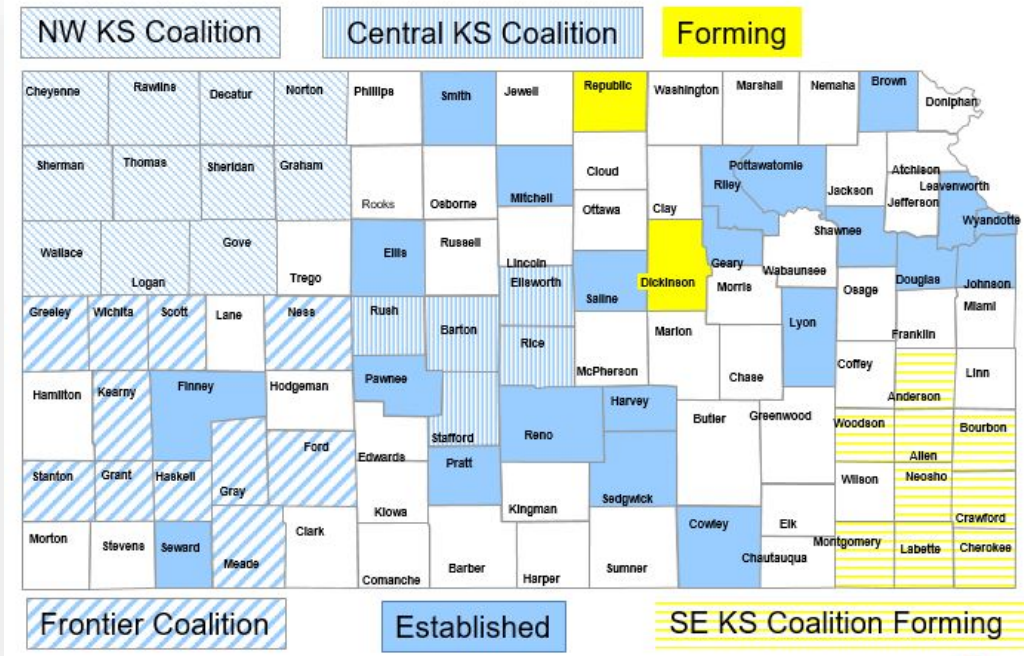 NW KS Coalition
Central KS Coalition
Forming
Cheyenne
Rawlins
Decatur
Norton
Phillips
Smith
Jewell
Republic
Washington
Marshall
Nemaha
Brown
Doniphan
Sherman
Thomas
Sheridan
Graham
Rooks
Osborne
Mitchell
Cloud
Ottawa
Clay
Riley
Pottawatomie
Jackson
Atchison
Jefferson
Leavenworth
Wyandotte
Wallace
Logan
Gove
Trego
Ellis
Russell
Lincoln
Ellsworth
Saline
Dickinson
Geary
Morris
Wabaunsee
Shawnee
Osage
Douglas
Johnson
Miami
Franklin
Greeley
Wichita
Scott
Lane
Ness
Rush
Barton
Rice
McPherson
Marion
Chase
Lyon
Coffey
Anderson
Linn
Hamilton
Kearny
Finney
Hodgeman
Pawnee
Stafford
Edwards
Reno
Harvey
Butler
Greenwood
Woodson
Allen
Bourbon
Stanton
Grant
Haskell
Gray
Ford
Kiowa
Pratt
Kingman
Sedgwick
Wilson
Neosho
Crawford
Morton
Stevens
Seward
Meade
Clark
Comanche
Barber
Harper
Sumner
Cowley
Elk
Chautauqua
Montgomery
Labette
Cherokee
Frontier Coalition
Established
SE KS Coalition Forming